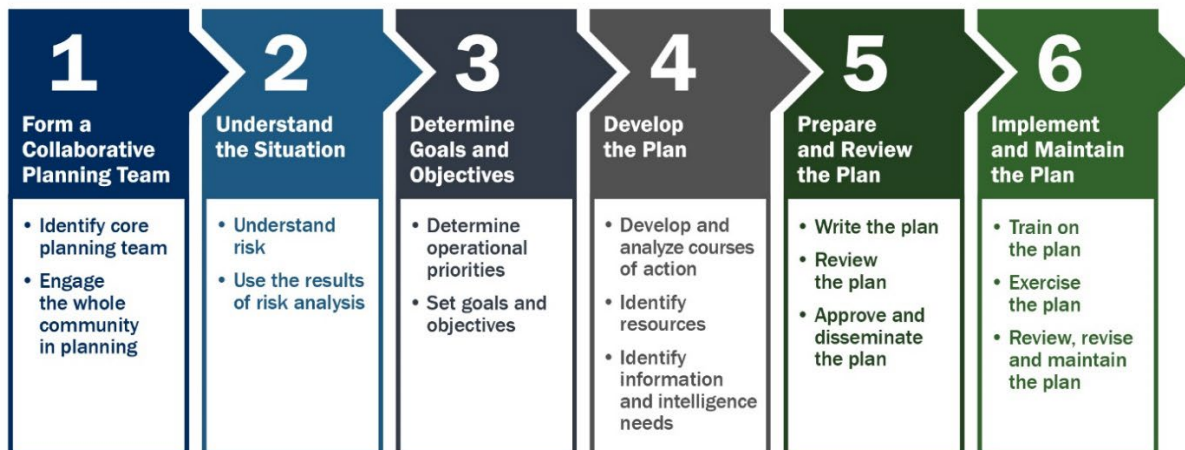 1
Form a
Collaborative
Planning Team
• Identify core
planning team
• Engage
the whole
community
in planning
2
Understand
the Situation
• Understand
risk
• Use the results
of risk analysis
3
Determine
Goals and
Objectives
• Determine
operational
priorities
• Set goals and
objectives
4
Develop
the Plan
• Develop and
analyze courses
of action
• Identify
resources
• Identify
information
and intelligence
needs
5
Prepare
and Review
the Plan
• Write the plan
• Review
the plan
• Approve and
disseminate
the plan
6
Implement
and Maintain
the Plan
• Train on
the plan
• Exercise
the plan
• Review, revise
and maintain
the plan